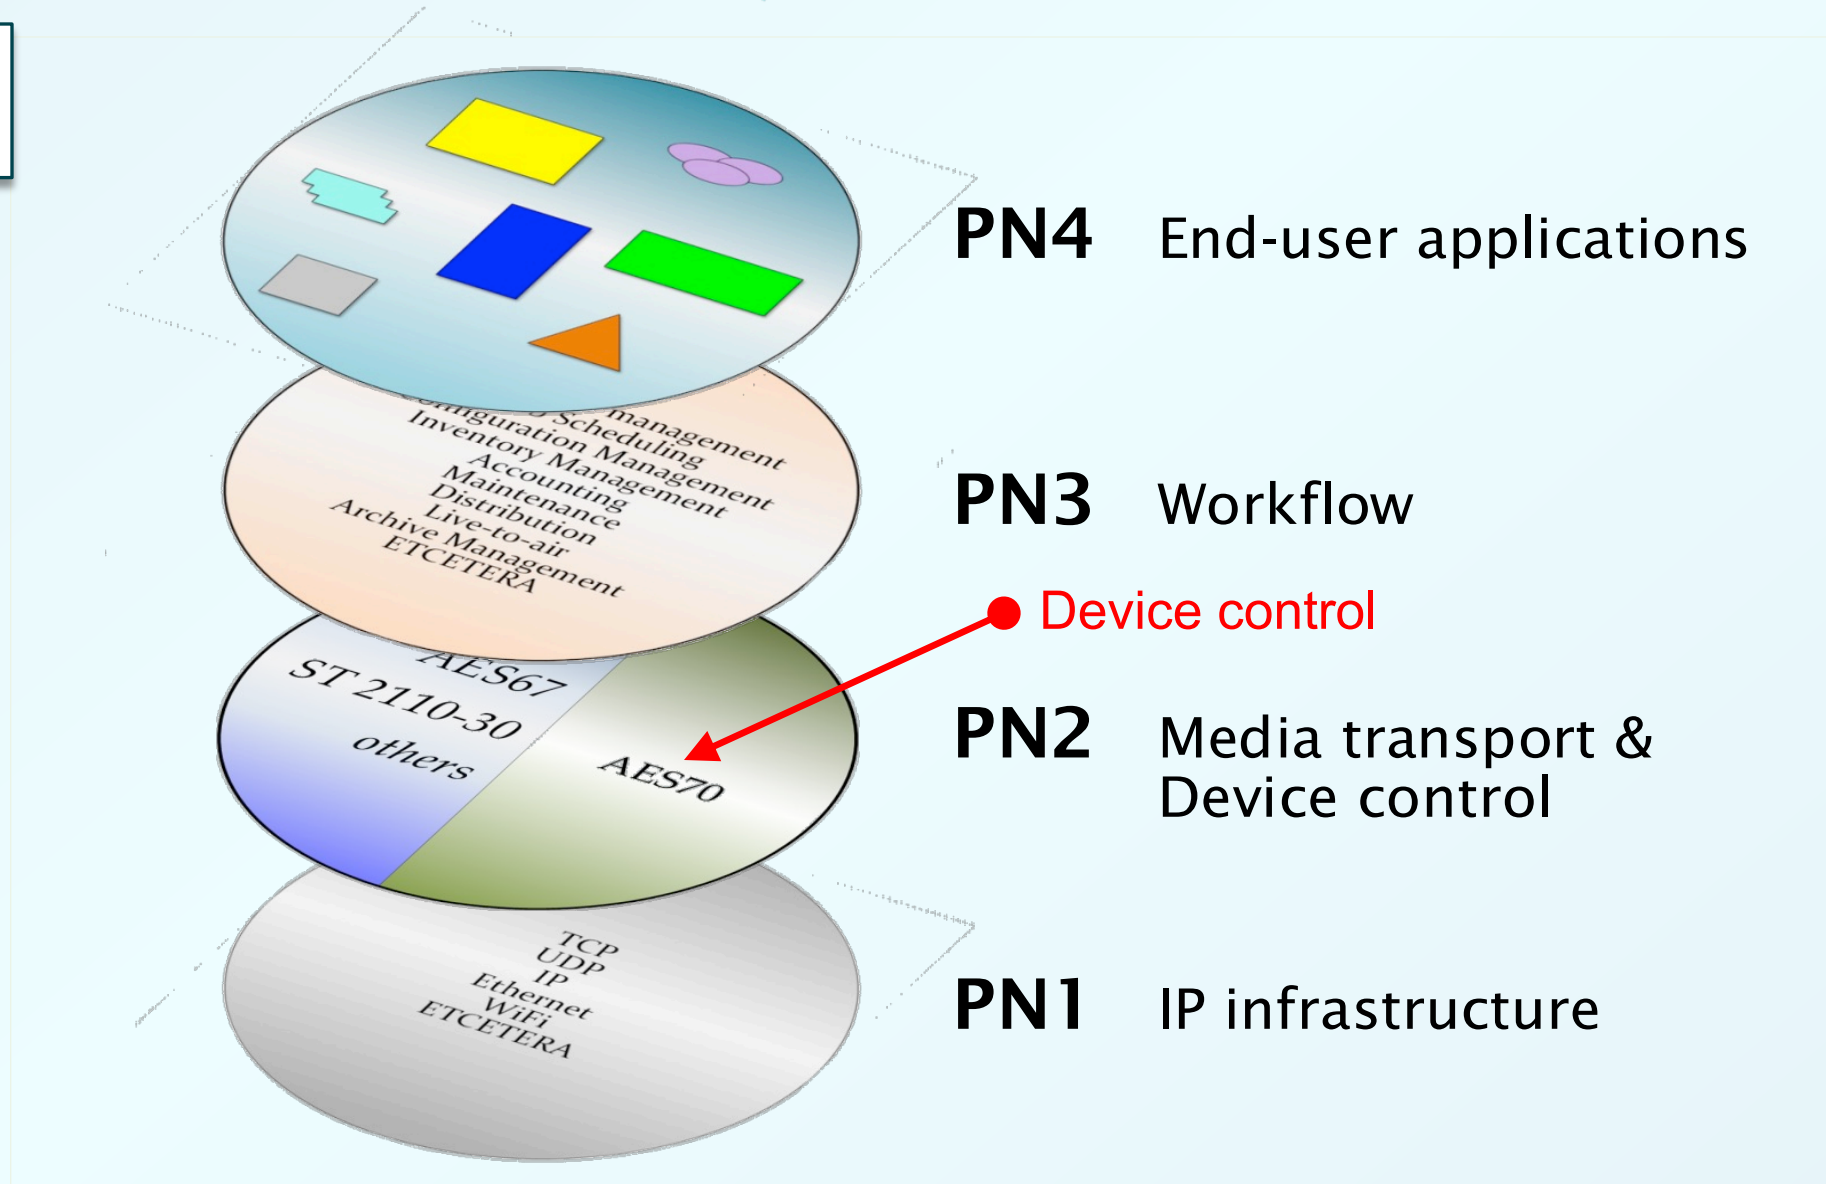 PN4 End-user applications
management
Scheduling
Configuration Management
Inventory Management
Accounting
Maintenance
Distribution
Live-to-air
Archive Management
ETCETERA
PN3 Workflow
Device control
AES67
ST 2110-30
others
AES70
PN2 Media transport &
Device control
TCP
UDP
IP
Ethernet
WiFi
ETCETERA
PN1 IP infrastructure